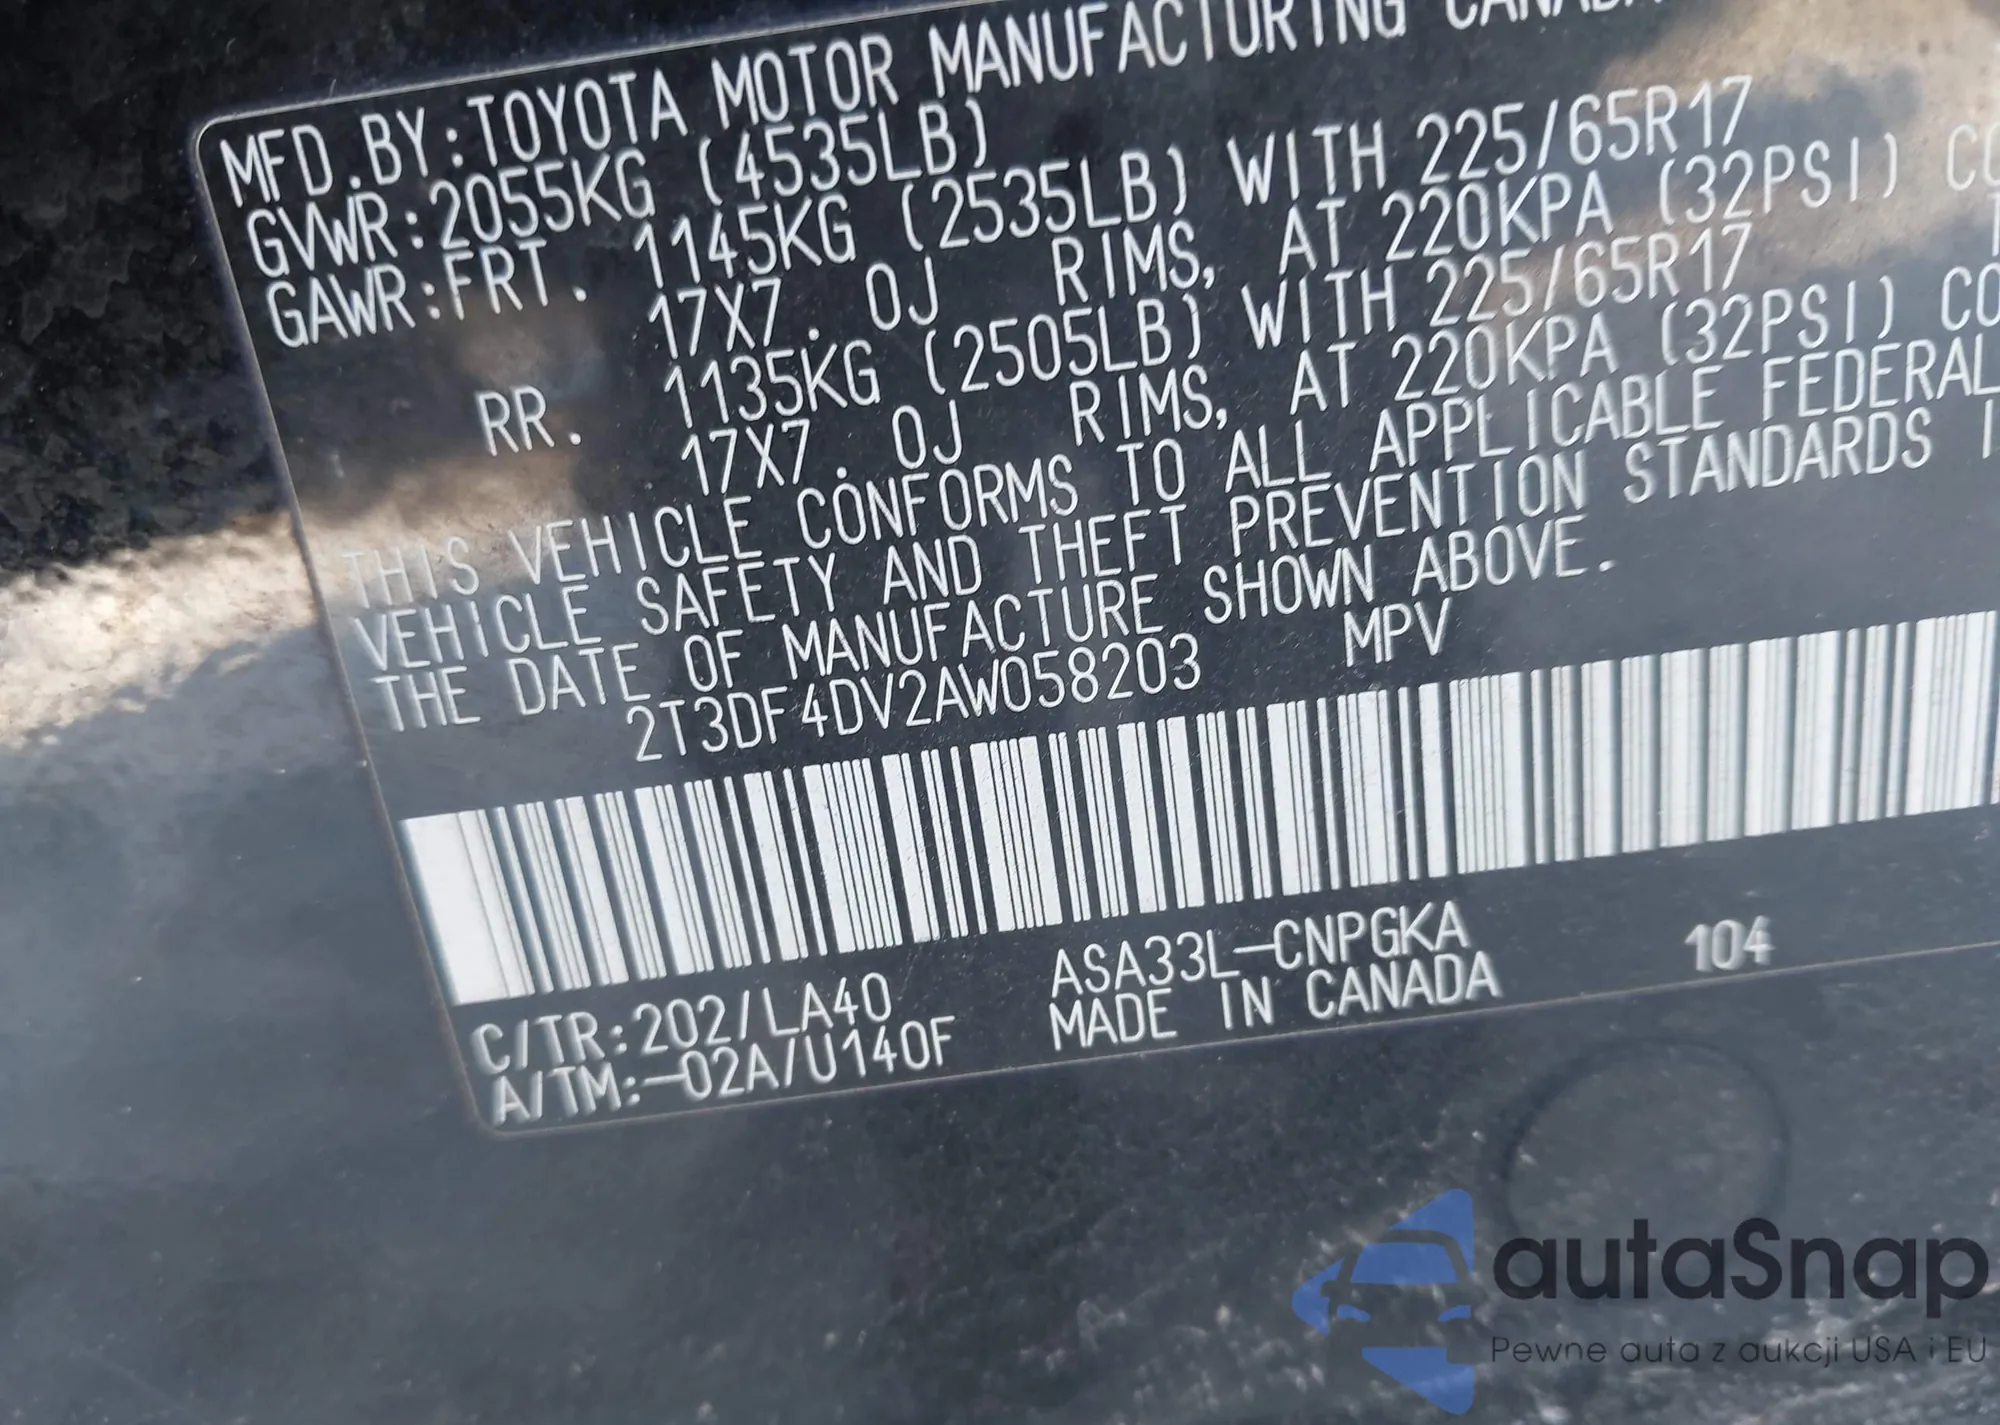 MFD.BY:TOYOTA MOTOR MANUFACTURING CANADA
GVWR:2055KG (4535LB)
GAWR:FRT. 1145KG (2535LB) WITH 225/65R17
17X7.0J RIMS, AT 220KPA (32PSI)
RR. 1135KG (2505LB) WITH 225/65R17
17X7.0J RIMS, AT 220KPA (32PSI)
THIS VEHICLE CONFORMS TO ALL APPLICABLE FEDERAL
VEHICLE SAFETY AND THEFT PREVENTION STANDARDS
THE DATE OF MANUFACTURE SHOWN ABOVE.
2T3DF4DV2AW058203 MPV
C/TR:202/LA40 ASA33L-CNPGKA 104
A/TM:-02A/U140F MADE IN CANADA
autaSnap
Pewne auta z aukcji USA i EU